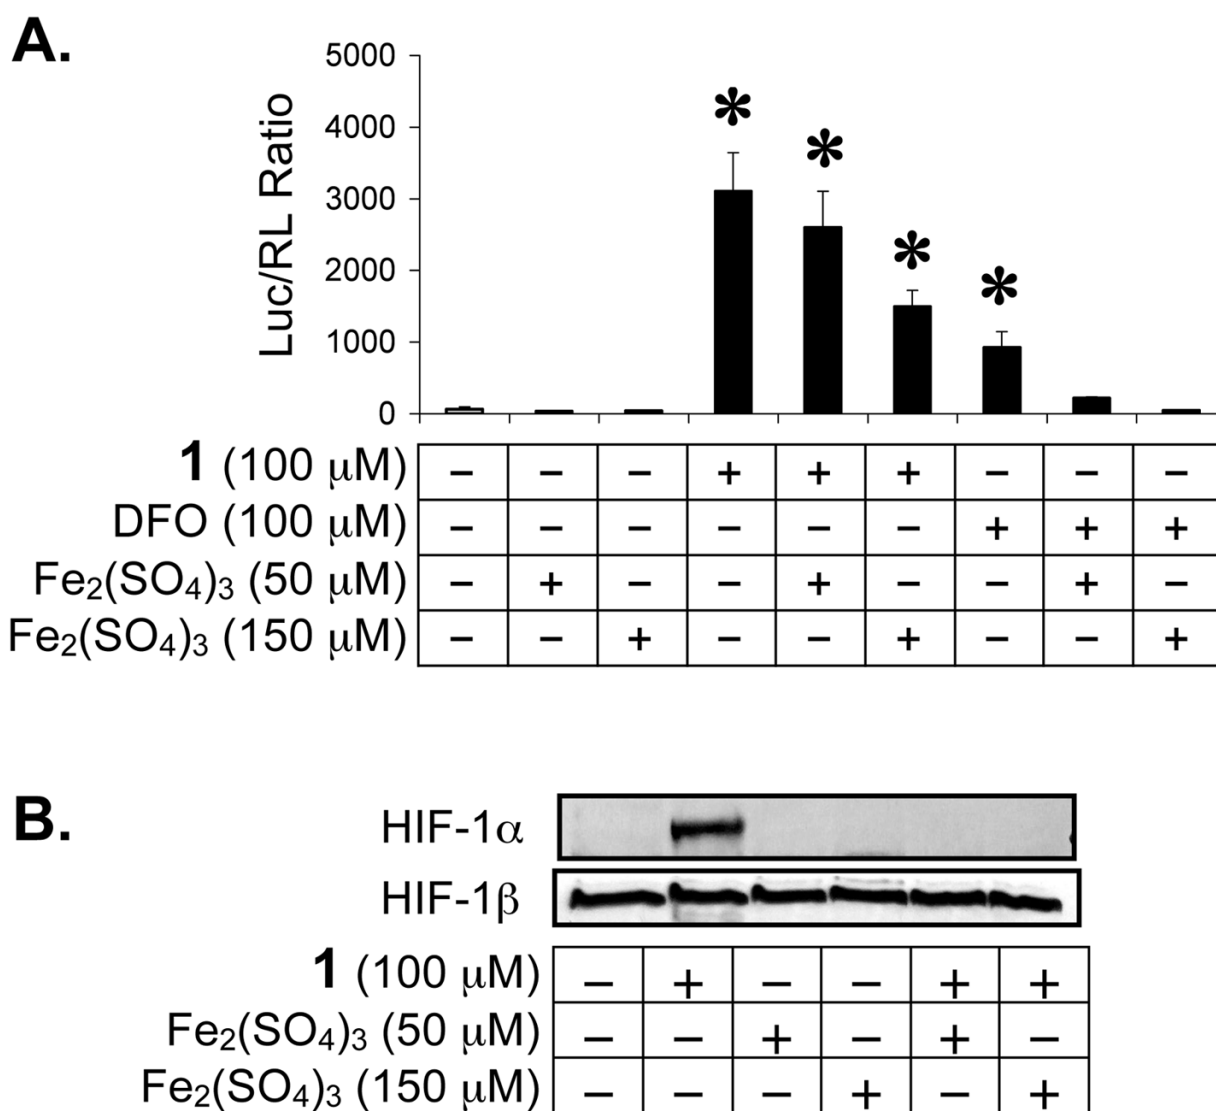 A.
5000
4000
3000
2000
1000
0
Luc/RL Ratio
* * * *
1 (100 μM) − − − + + + − − −
DFO (100 μM) − − − − − − + + +
Fe₂(SO₄)₃ (50 μM) − + − − + − − + −
Fe₂(SO₄)₃ (150 μM) − − + − − + − − +
B.
HIF-1α
HIF-1β
1 (100 μM) − + − − + +
Fe₂(SO₄)₃ (50 μM) − − + − + −
Fe₂(SO₄)₃ (150 μM) − − − + − +